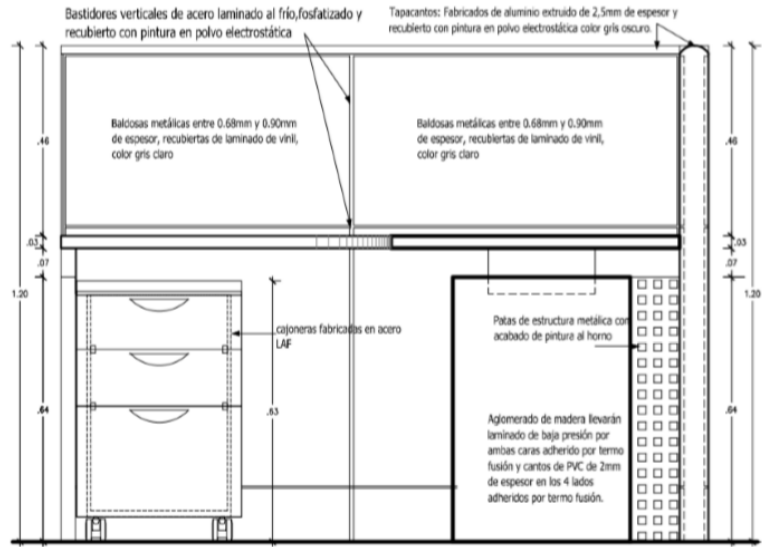 Bastidores verticales de acero laminado al frío,fosfatizado y
recubierto con pintura en polvo electrostática
Tapacantos: Fabricados de aluminio extruido de 2,5mm de espesor y
recubierto con pintura en polvo electrostática color gris oscuro.
Baldosas metálicas entre 0.68mm y 0.90mm
de espesor, recubiertas de laminado de vinil,
color gris claro
Baldosas metálicas entre 0.68mm y 0.90mm
de espesor, recubiertas de laminado de vinil,
color gris claro
.46
.46
.03
.03
.07
.07
1.20
1.20
cajoneras fabricadas en acero
LAF
Patas de estructura metálica con
acabado de pintura al horno
.64
.63
.64
Aglomerado de madera llevarán
laminado de baja presión por
ambas caras adherido por termo
fusión y cantos de PVC de 2mm
de espesor en los 4 lados
adheridos por termo fusión.